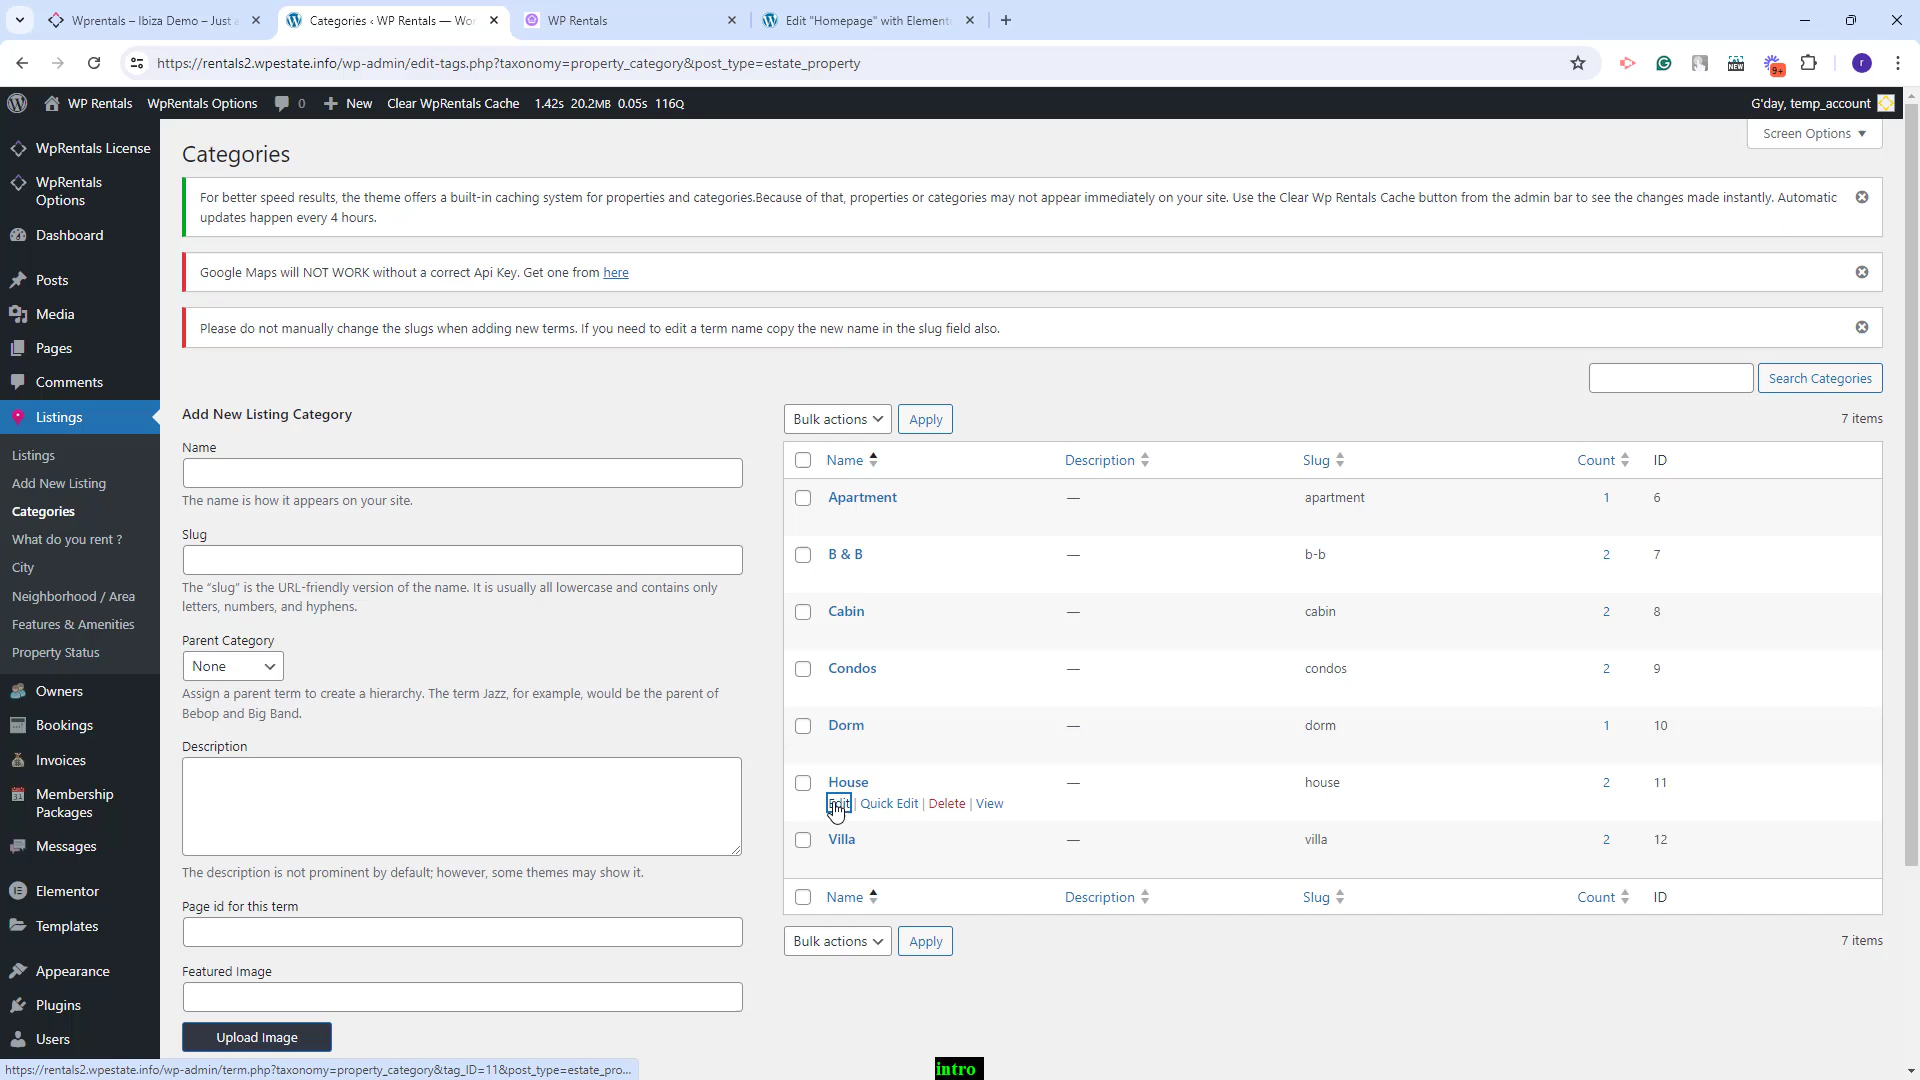 Wprentals – Ibiza Demo – Just a
Categories ‹ WP Rentals — Wor
WP Rentals
Edit "Homepage" with Element
https://rentals2.wpestate.info/wp-admin/edit-tags.php?taxonomy=property_category&post_type=estate_property
NEW
9+
r
WP Rentals
WpRentals Options
0
New
Clear WpRentals Cache
1.42s 20.2MB 0.05s 116Q
G'day, temp_account
WpRentals License
WpRentals
Options
Dashboard
Posts
Media
Pages
Comments
Listings
Listings
Add New Listing
Categories
What do you rent ?
City
Neighborhood / Area
Features & Amenities
Property Status
Owners
Bookings
Invoices
Membership
Packages
Messages
Elementor
Templates
Appearance
Plugins
Users
Screen Options
Categories
For better speed results, the theme offers a built-in caching system for properties and categories.Because of that, properties or categories may not appear immediately on your site. Use the Clear Wp Rentals Cache button from the admin bar to see the changes made instantly. Automatic
updates happen every 4 hours.
Google Maps will NOT WORK without a correct Api Key. Get one from here
Please do not manually change the slugs when adding new terms. If you need to edit a term name copy the new name in the slug field also.
Search Categories
Add New Listing Category
Name
The name is how it appears on your site.
Slug
The “slug” is the URL-friendly version of the name. It is usually all lowercase and contains only
letters, numbers, and hyphens.
Parent Category
None
Assign a parent term to create a hierarchy. The term Jazz, for example, would be the parent of
Bebop and Big Band.
Description
The description is not prominent by default; however, some themes may show it.
Page id for this term
Featured Image
Upload Image
Bulk actions
Apply
7 items
Name Description Slug Count ID
Apartment — apartment 1 6
B & B — b-b 2 7
Cabin — cabin 2 8
Condos — condos 2 9
Dorm — dorm 1 10
House — house 2 11
Edit | Quick Edit | Delete | View
Villa — villa 2 12
Name Description Slug Count ID
Bulk actions
Apply
7 items
https://rentals2.wpestate.info/wp-admin/term.php?taxonomy=property_category&tag_ID=11&post_type=estate_pro...
intro